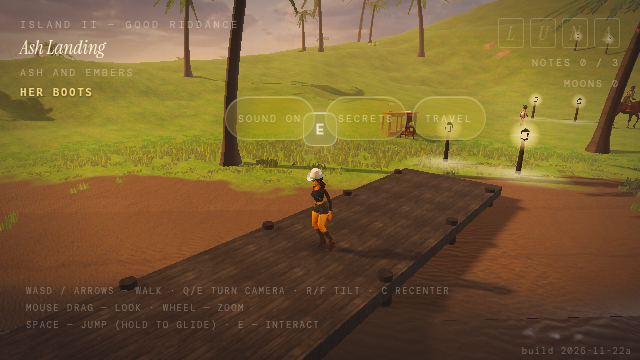 ISLAND II — GOOD RIDDANCE
Ash Landing
ASH AND EMBERS
HER BOOTS
L U N A
NOTES 0 / 3
MOONS 0
SOUND ON
E
SECRETS
TRAVEL
WASD / ARROWS — WALK · Q/E TURN CAMERA · R/F TILT · C RECENTER
MOUSE DRAG — LOOK · WHEEL — ZOOM
SPACE — JUMP (HOLD TO GLIDE) · E — INTERACT
build 2026-11-22a